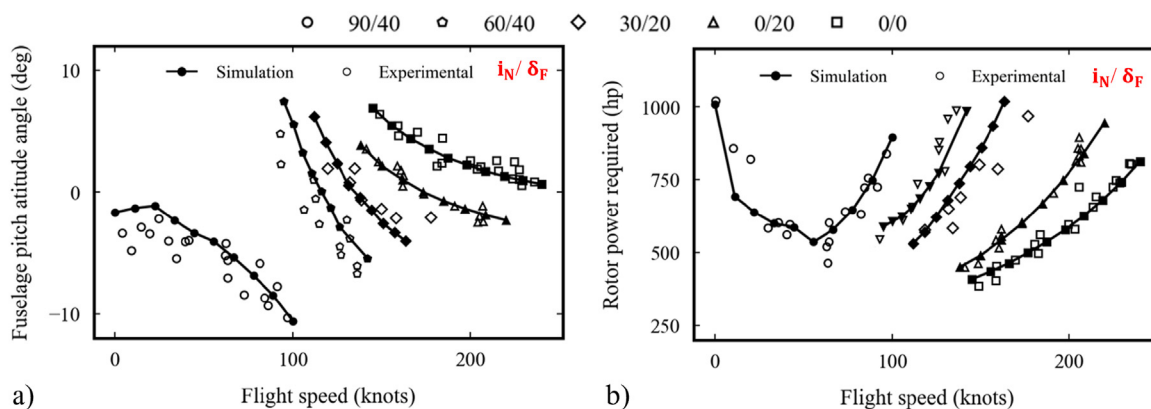 90/40 60/40 30/20 0/20 0/0
Fuselage pitch atitude angle (deg)
10
0
−10
Simulation Experimental i_N/ δ_F
0 100 200
Flight speed (knots)
a)
Rotor power required (hp)
1000
750
500
250
Simulation Experimental i_N/ δ_F
0 100 200
Flight speed (knots)
b)